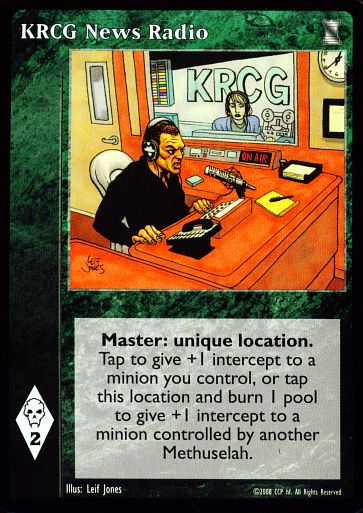 KRCG News Radio
KRCG
ON AIR
LEIF
JONES
Master: unique location.
Tap to give +1 intercept to a
minion you control, or tap
this location and burn 1 pool
to give +1 intercept to a
minion controlled by another
Methuselah.
2
Illus: Leif Jones
©2008 CCP hf. All Rights Reserved